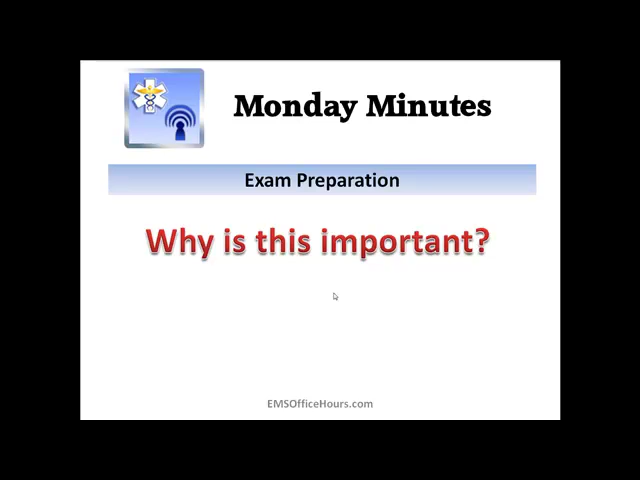 Monday Minutes
Exam Preparation
Why is this important?
EMSOfficeHours.com